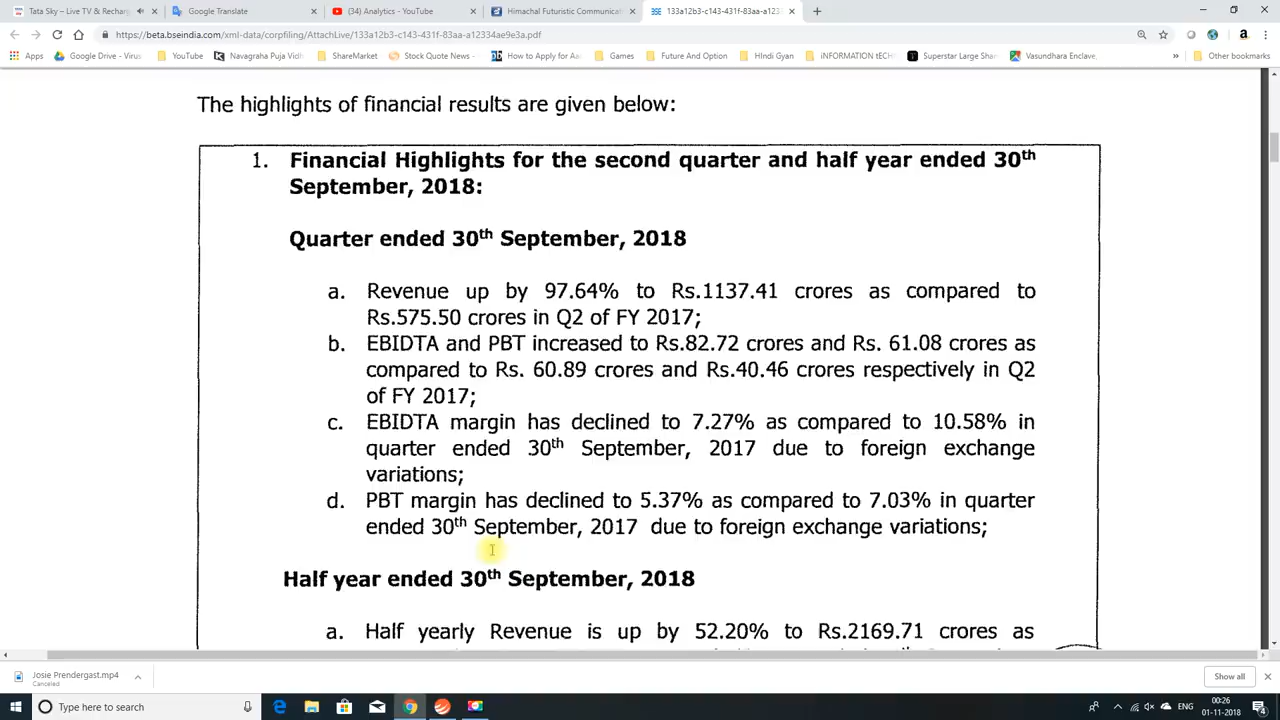 Tata Sky – Live TV & Recharg
Google Translate
(34) Analytics - YouTube
Himachal Futuristic Communicati
133a12b3-c143-431f-83aa-a1233
https://beta.bseindia.com/xml-data/corpfiling/AttachLive/133a12b3-c143-431f-83aa-a12334ae9e3a.pdf
Apps
Google Drive - Virus
YouTube
Navagraha Puja Vidh
ShareMarket
Stock Quote News -
How to Apply for Aad
Games
Future And Option
HIndi Gyan
iNFORMATION tECHN
Superstar Large Shar
Vasundhara Enclave,
Other bookmarks
The highlights of financial results are given below:
1. Financial Highlights for the second quarter and half year ended 30th
September, 2018:
Quarter ended 30th September, 2018
a. Revenue up by 97.64% to Rs.1137.41 crores as compared to
Rs.575.50 crores in Q2 of FY 2017;
b. EBIDTA and PBT increased to Rs.82.72 crores and Rs. 61.08 crores as
compared to Rs. 60.89 crores and Rs.40.46 crores respectively in Q2
of FY 2017;
c. EBIDTA margin has declined to 7.27% as compared to 10.58% in
quarter ended 30th September, 2017 due to foreign exchange
variations;
d. PBT margin has declined to 5.37% as compared to 7.03% in quarter
ended 30th September, 2017 due to foreign exchange variations;
Half year ended 30th September, 2018
a. Half yearly Revenue is up by 52.20% to Rs.2169.71 crores as
Josie Prendergast.mp4
Canceled
Show all
Type here to search
ENG
00:26
01-11-2018
4